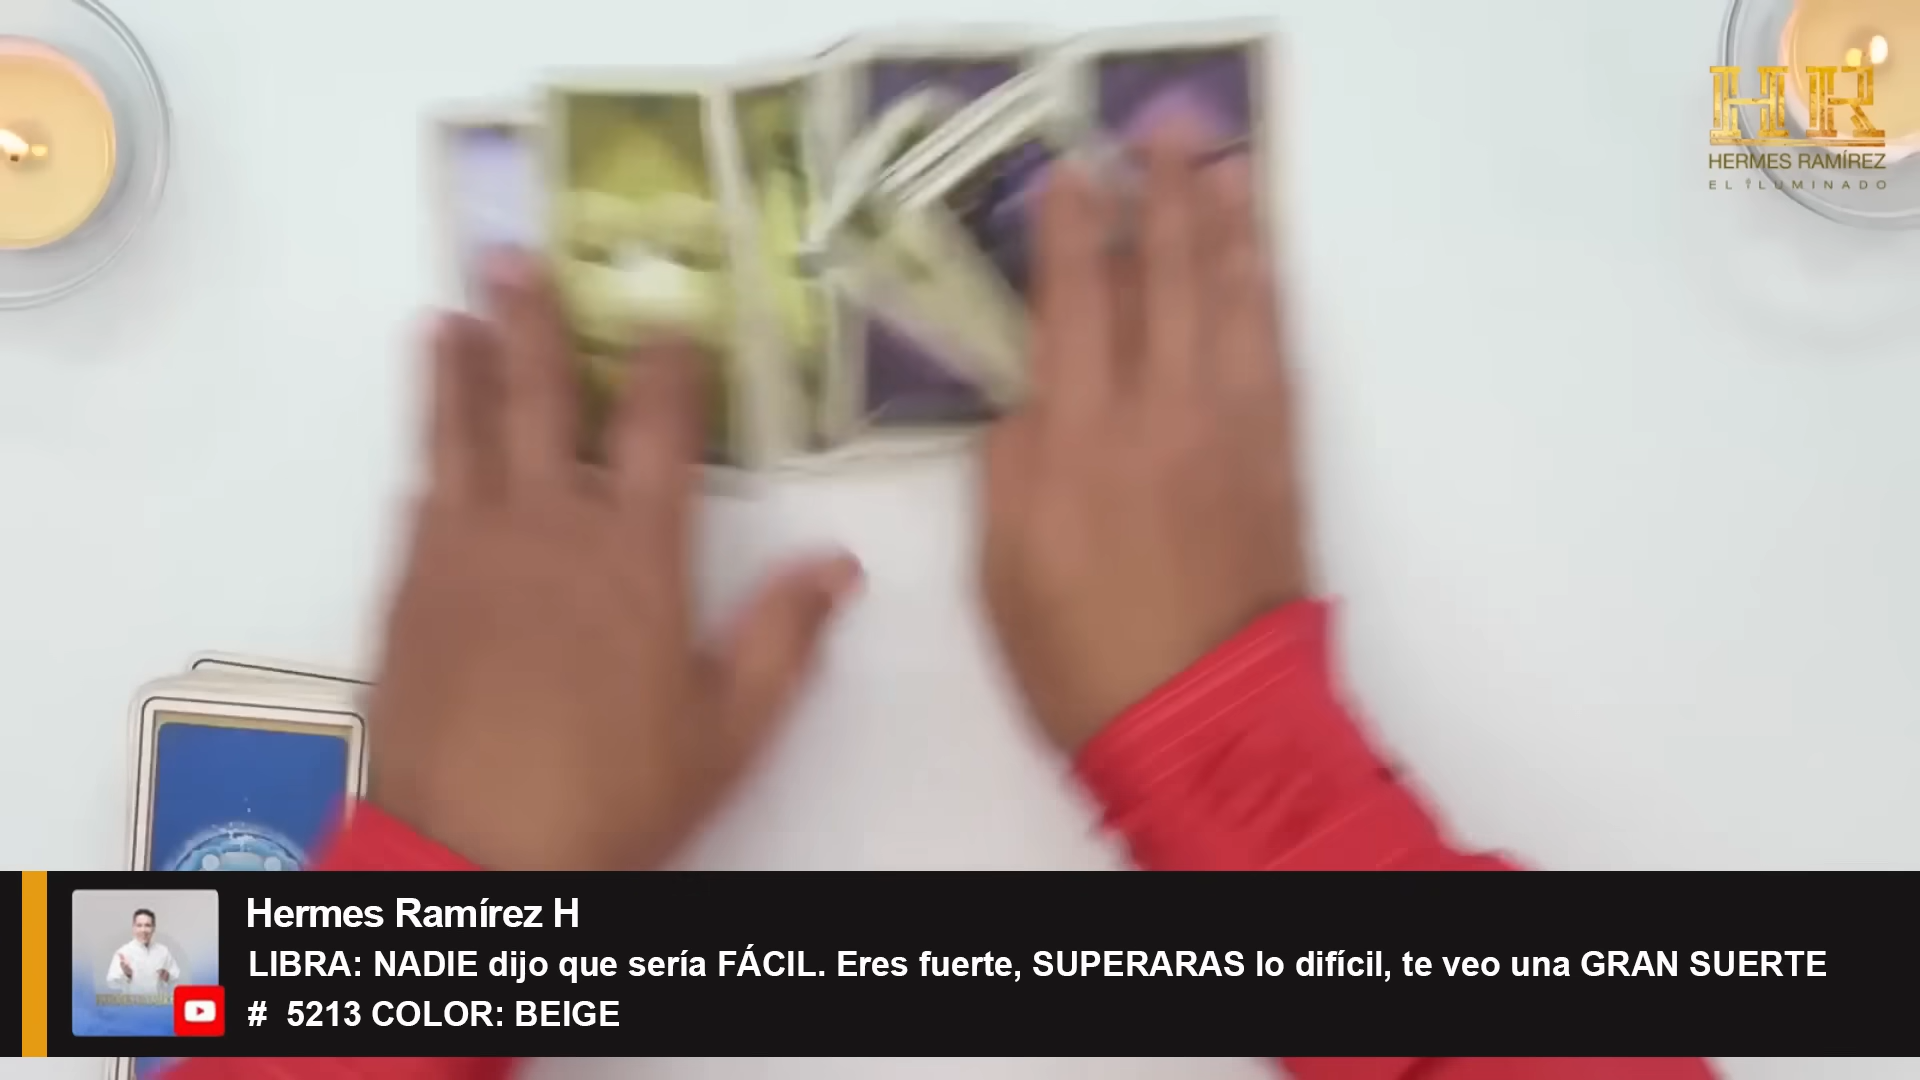 HR
HERMES RAMÍREZ
EL ILUMINADO
Hermes Ramírez H
LIBRA: NADIE dijo que sería FÁCIL. Eres fuerte, SUPERARAS lo difícil, te veo una GRAN SUERTE
# 5213 COLOR: BEIGE